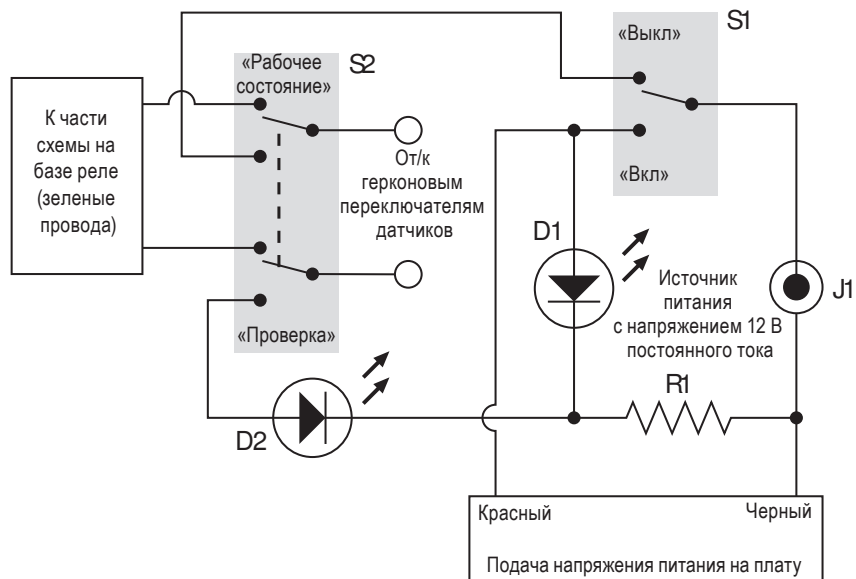 «Выкл»
S1
«Рабочее
состояние»
S2
К части
схемы на
базе реле
(зеленые
провода)
От/к
герконовым
переключателям
датчиков
«Вкл»
D1
Источник
питания
с напряжением 12 В
постоянного тока
J1
«Проверка»
R1
D2
Красный
Черный
Подача напряжения питания на плату